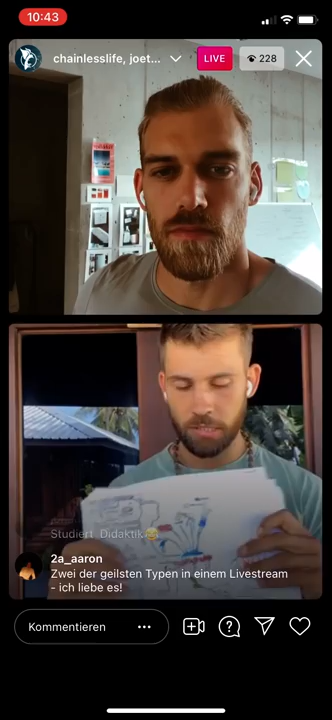 10:43
chainlesslife, joet...
LIVE
228
Studiert Didaktik😂
2a_aaron
Zwei der geilsten Typen in einem Livestream
- ich liebe es!
Kommentieren